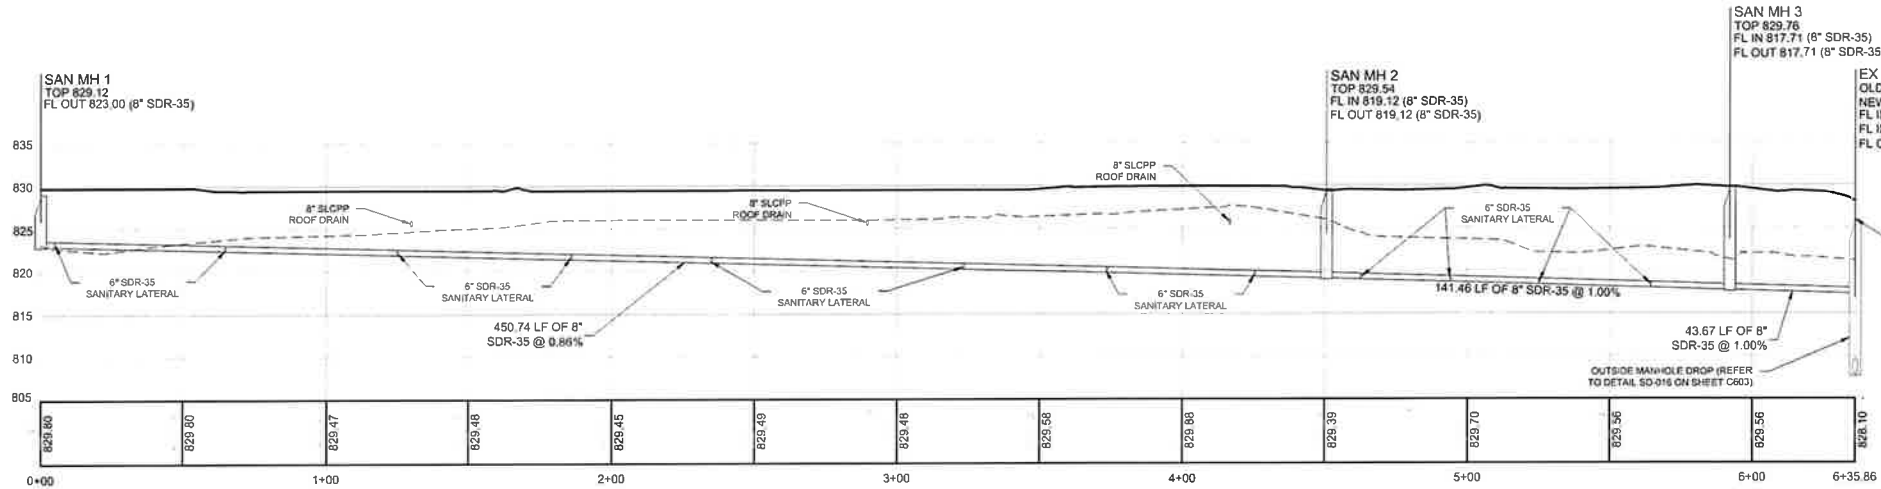 SAN MH 1
TOP 829.12
FL OUT 823.00 (8" SDR-35)
SAN MH 2
TOP 829.54
FL IN 819.12 (8" SDR-35)
FL OUT 819.12 (8" SDR-35)
SAN MH 3
TOP 829.76
FL IN 817.71 (8" SDR-35)
FL OUT 817.71 (8" SDR-35
EX
OLD
NEW
835
830
825
820
815
810
805
8" SLCPP
ROOF DRAIN
8" SLCPP
ROOF DRAIN
8" SLCPP
ROOF DRAIN
6" SDR-35
SANITARY LATERAL
6" SDR-35
SANITARY LATERAL
6" SDR-35
SANITARY LATERAL
6" SDR-35
SANITARY LATERAL
6" SDR-35
SANITARY LATERAL
450.74 LF OF 8"
SDR-35 @ 0.86%
141.46 LF OF 8" SDR-35 @ 1.00%
43.67 LF OF 8"
SDR-35 @ 1.00%
OUTSIDE MANHOLE DROP (REFER
TO DETAIL SD-016 ON SHEET C603)
829.80
829.80
829.47
829.48
829.45
829.49
829.48
829.58
829.88
829.39
829.70
829.56
829.56
828.10
0+00
1+00
2+00
3+00
4+00
5+00
6+00
6+35.86